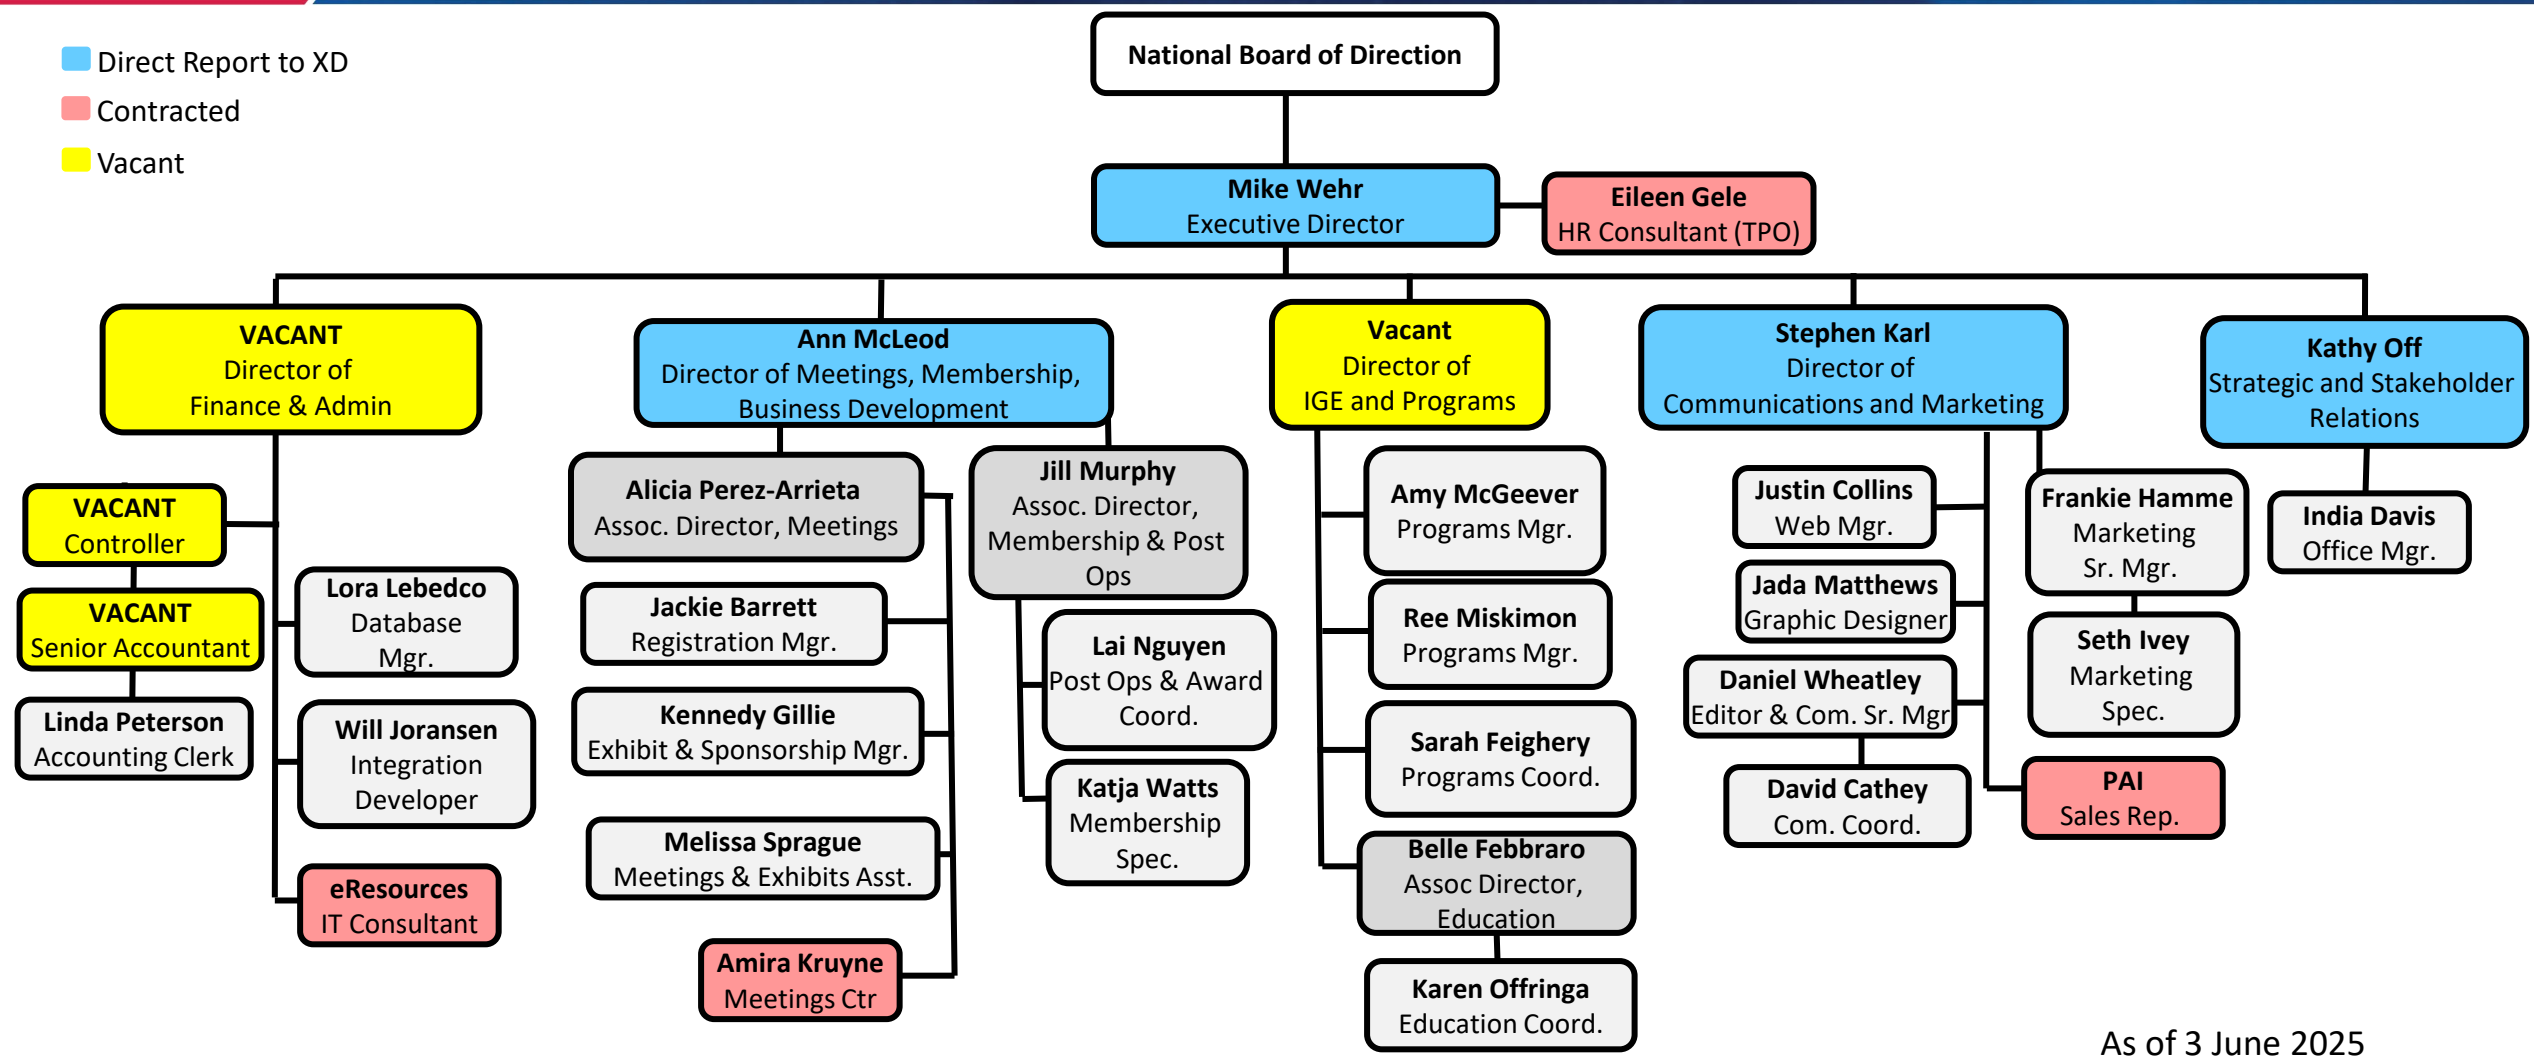 Direct Report to XD
Contracted
Vacant
National Board of Direction
Mike Wehr
Executive Director
Eileen Gele
HR Consultant (TPO)
VACANT
Director of
Finance & Admin
VACANT
Controller
VACANT
Senior Accountant
Linda Peterson
Accounting Clerk
Lora Lebedco
Database
Mgr.
Will Joransen
Integration
Developer
eResources
IT Consultant
Ann McLeod
Director of Meetings, Membership,
Business Development
Alicia Perez-Arrieta
Assoc. Director, Meetings
Jackie Barrett
Registration Mgr.
Kennedy Gillie
Exhibit & Sponsorship Mgr.
Melissa Sprague
Meetings & Exhibits Asst.
Amira Kruyne
Meetings Ctr
Jill Murphy
Assoc. Director,
Membership & Post
Ops
Lai Nguyen
Post Ops & Award
Coord.
Katja Watts
Membership
Spec.
Vacant
Director of
IGE and Programs
Amy McGeever
Programs Mgr.
Ree Miskimon
Programs Mgr.
Sarah Feighery
Programs Coord.
Belle Febbraro
Assoc Director,
Education
Karen Offringa
Education Coord.
Stephen Karl
Director of
Communications and Marketing
Justin Collins
Web Mgr.
Jada Matthews
Graphic Designer
Daniel Wheatley
Editor & Com. Sr. Mgr
David Cathey
Com. Coord.
Frankie Hamme
Marketing
Sr. Mgr.
Seth Ivey
Marketing
Spec.
PAI
Sales Rep.
Kathy Off
Strategic and Stakeholder
Relations
India Davis
Office Mgr.
As of 3 June 2025